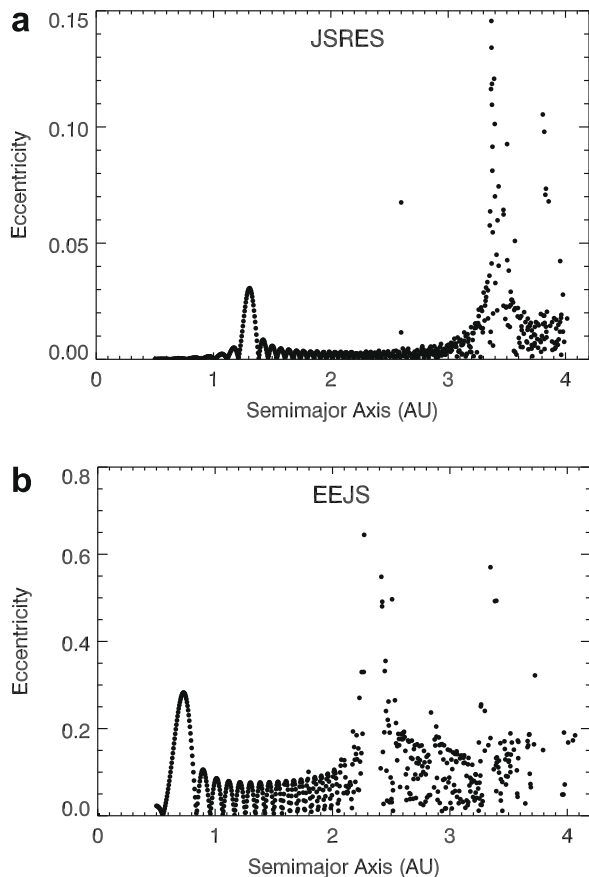 a
JSRES
0.15
0.10
0.05
0.00
Eccentricity
0 1 2 3 4
Semimajor Axis (AU)
b
EEJS
0.8
0.6
0.4
0.2
0.0
Eccentricity
0 1 2 3 4
Semimajor Axis (AU)